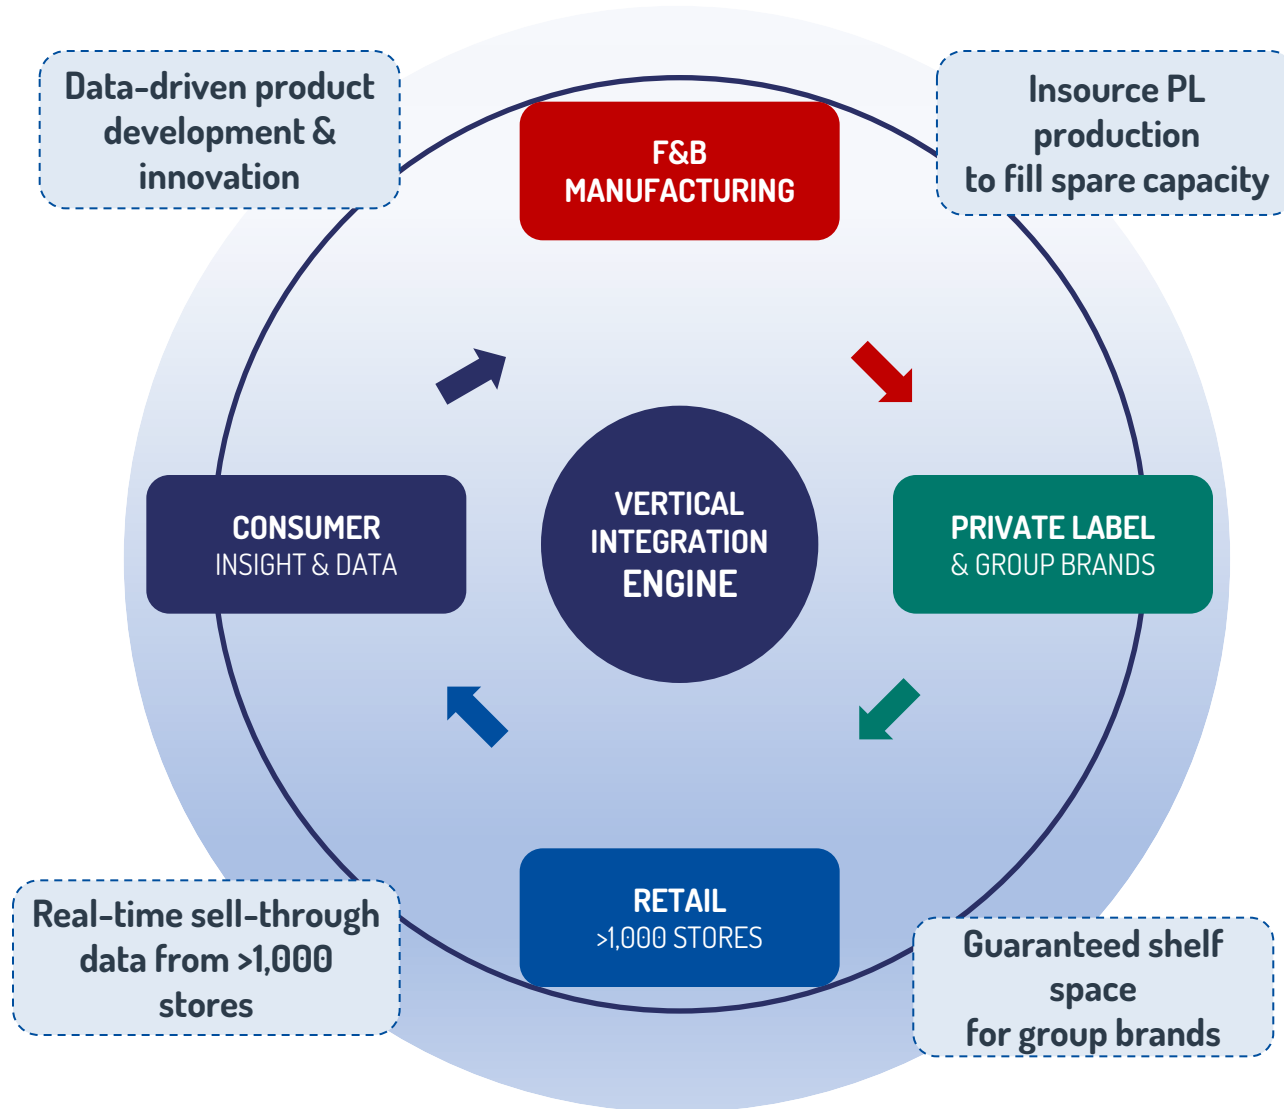 Data-driven product
development &
innovation
F&B
MANUFACTURING
Insource PL
production
to fill spare capacity
CONSUMER
INSIGHT & DATA
VERTICAL
INTEGRATION
ENGINE
PRIVATE LABEL
& GROUP BRANDS
Real-time sell-through
data from >1,000
stores
RETAIL
>1,000 STORES
Guaranteed shelf
space
for group brands